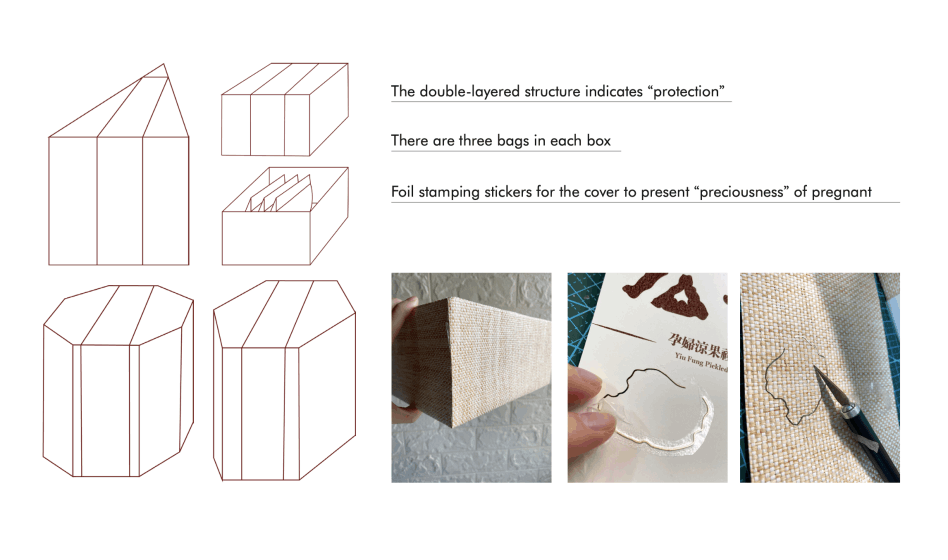 The double-layered structure indicates “protection”
There are three bags in each box
Foil stamping stickers for the cover to present “preciousness” of pregnant
孕婦涼果
Yiu Fung Pickled